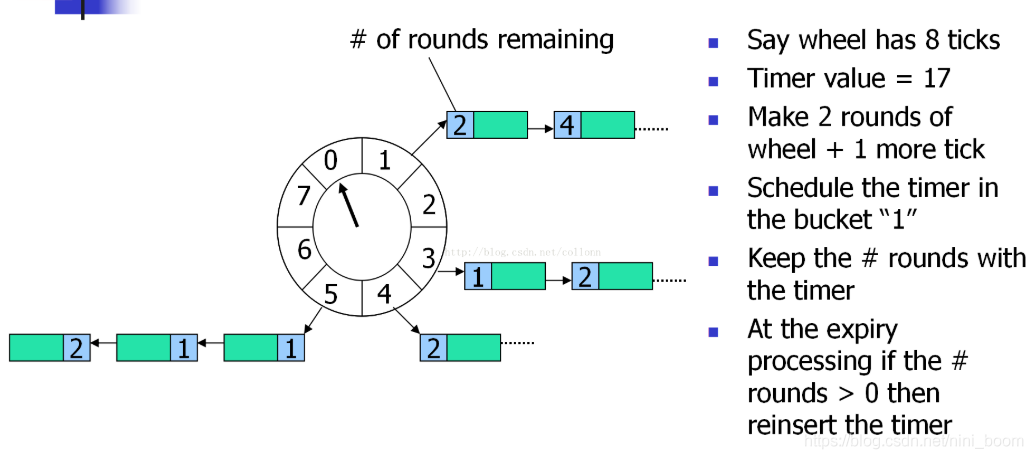 # of rounds remaining
2
4
0
1
7
2
6
3
5
4
1
2
2
1
1
2
http://blog.csdn.net/collonn
Say wheel has 8 ticks
Timer value = 17
Make 2 rounds of
wheel + 1 more tick
Schedule the timer in
the bucket “1”
Keep the # rounds with
the timer
At the expiry
processing if the #
rounds > 0 then
reinsert the timer
https://blog.csdn.net/nini_boom